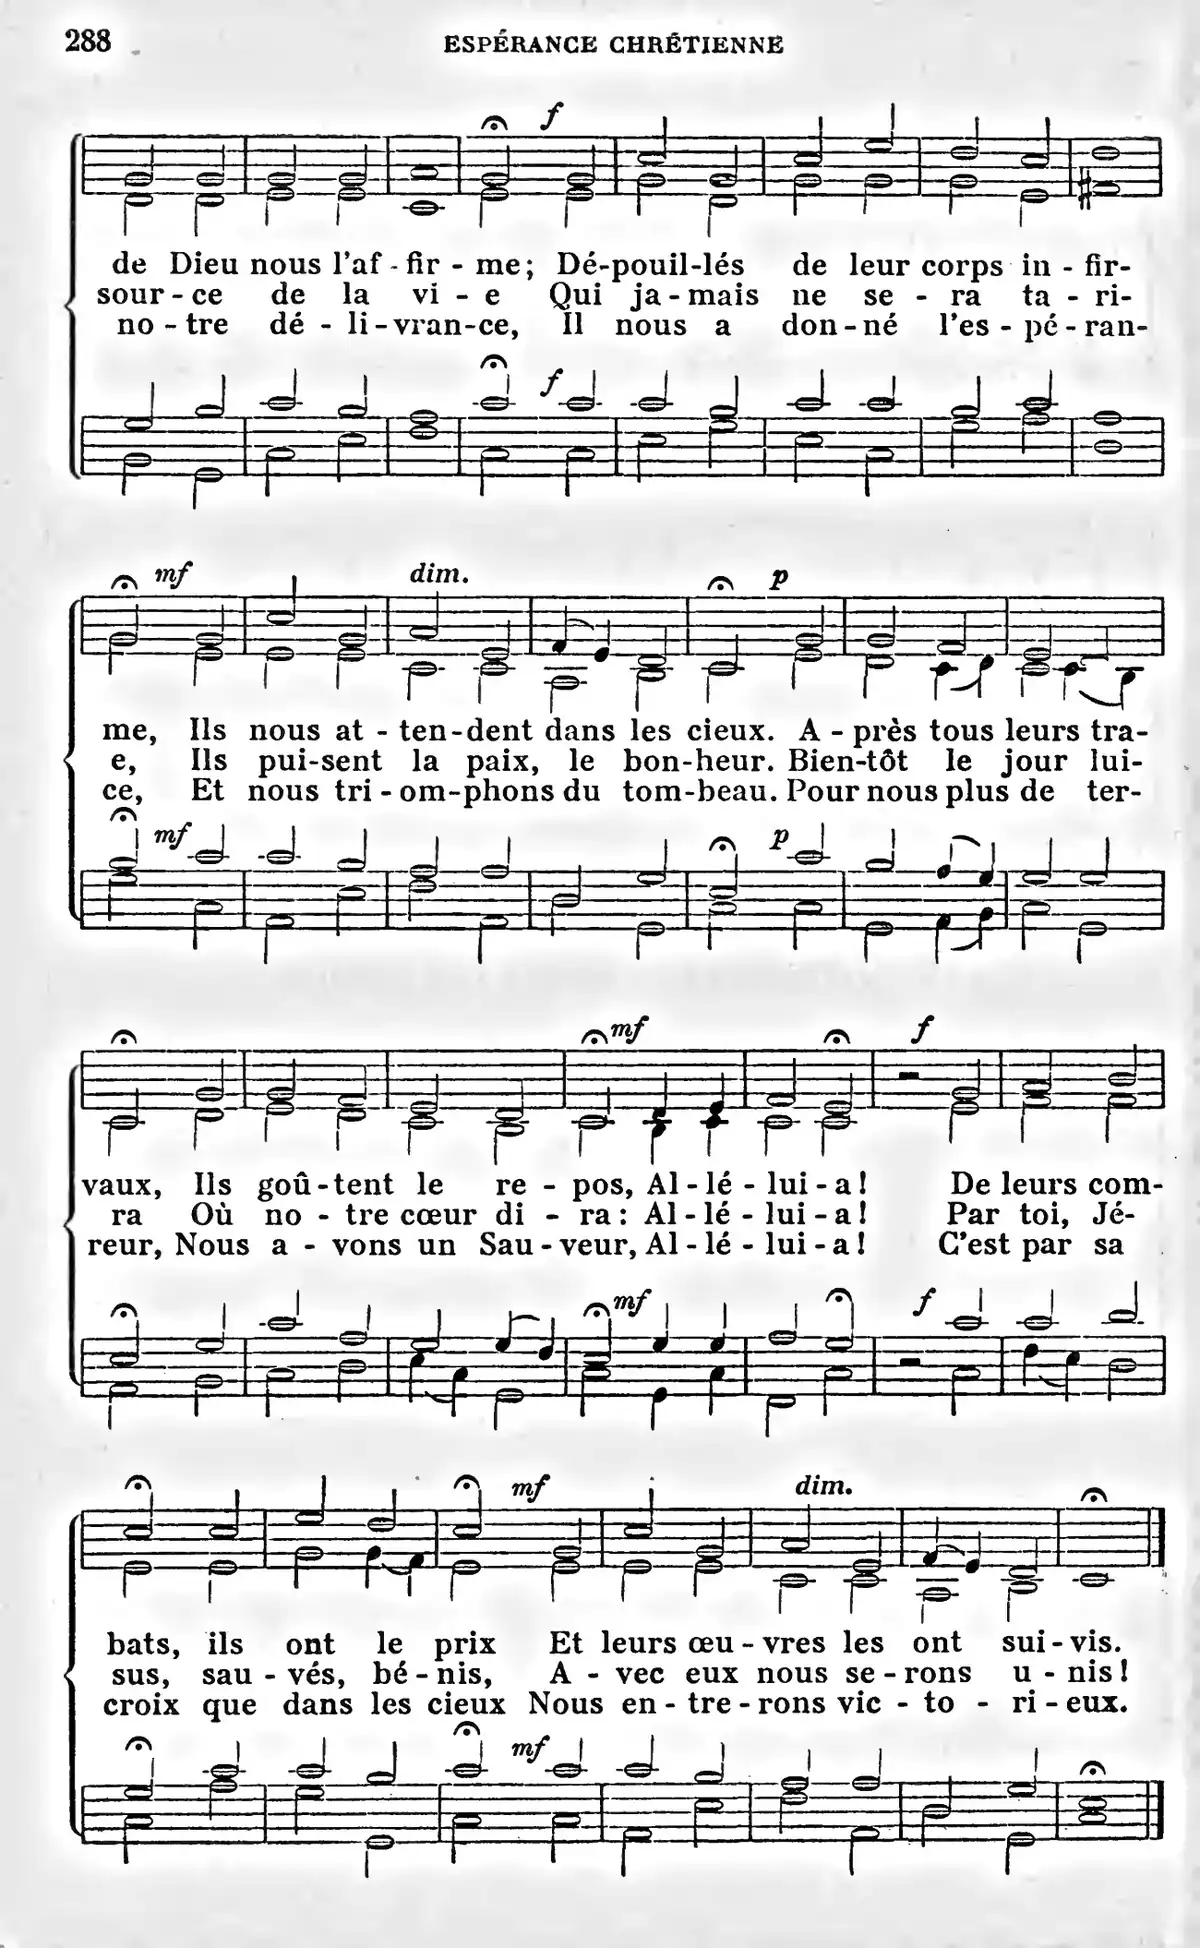 288
ESPÉRANCE CHRÉTIENNE
f
de Dieu nous l'af - fir - me; Dé-pouil-lés de leur corps in - fir-
sour - ce de la vi - e Qui ja - mais ne se - ra ta - ri-
no - tre dé - li - vran-ce, Il nous a don - né l'es - pé - ran-
f
mf dim. p
me, Ils nous at - ten-dent dans les cieux. A - près tous leurs tra-
e, Ils pui-sent la paix, le bon-heur. Bien-tôt le jour lui-
ce, Et nous tri - om-phons du tom-beau. Pour nous plus de ter-
mf p
mf f
vaux, Ils goû-tent le re - pos, Al - lé - lui - a! De leurs com-
ra Où no - tre cœur di - ra: Al - lé - lui - a! Par toi, Jé-
reur, Nous a - vons un Sau - veur, Al - lé - lui - a! C'est par sa
mf f
mf dim.
bats, ils ont le prix Et leurs œu - vres les ont sui - vis.
sus, sau - vés, bé - nis, A - vec eux nous se - rons u - nis!
croix que dans les cieux Nous en - tre - rons vic - to - ri - eux.
mf